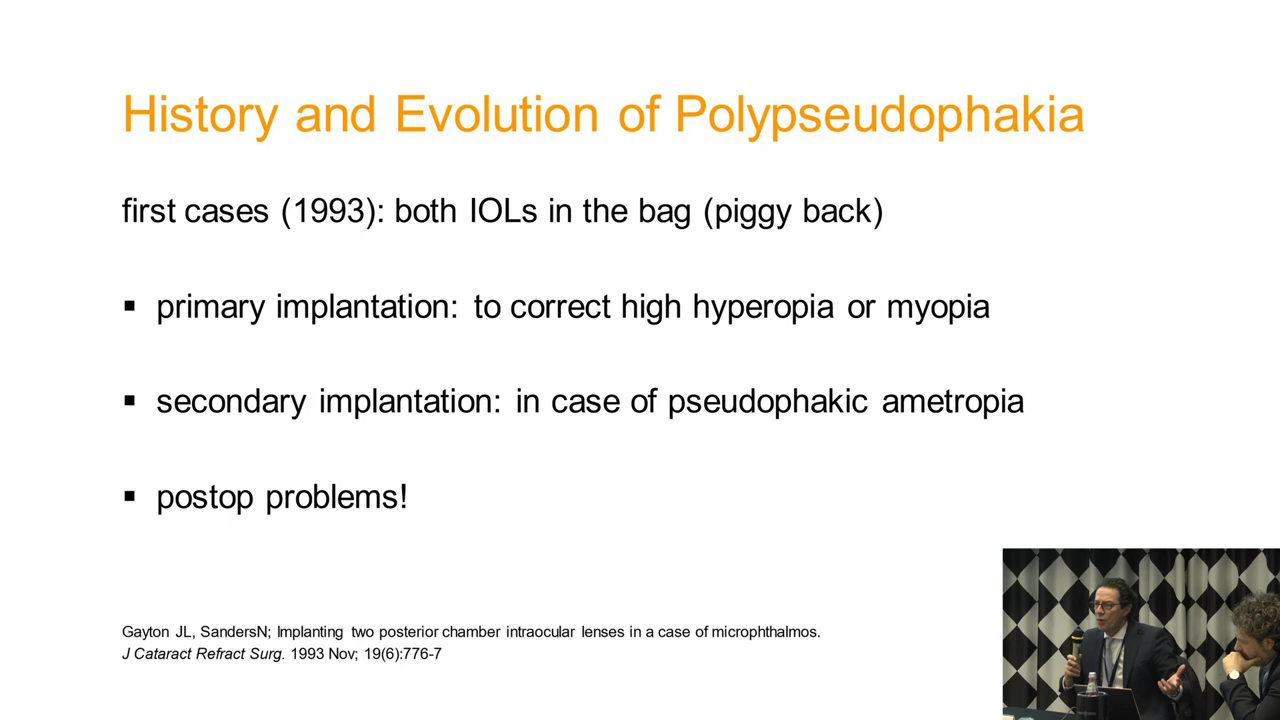 History and Evolution of Polypseudophakia
first cases (1993): both IOLs in the bag (piggy back)
▪ primary implantation: to correct high hyperopia or myopia
▪ secondary implantation: in case of pseudophakic ametropia
▪ postop problems!
Gayton JL, SandersN; Implanting two posterior chamber intraocular lenses in a case of microphthalmos.
J Cataract Refract Surg. 1993 Nov; 19(6):776-7